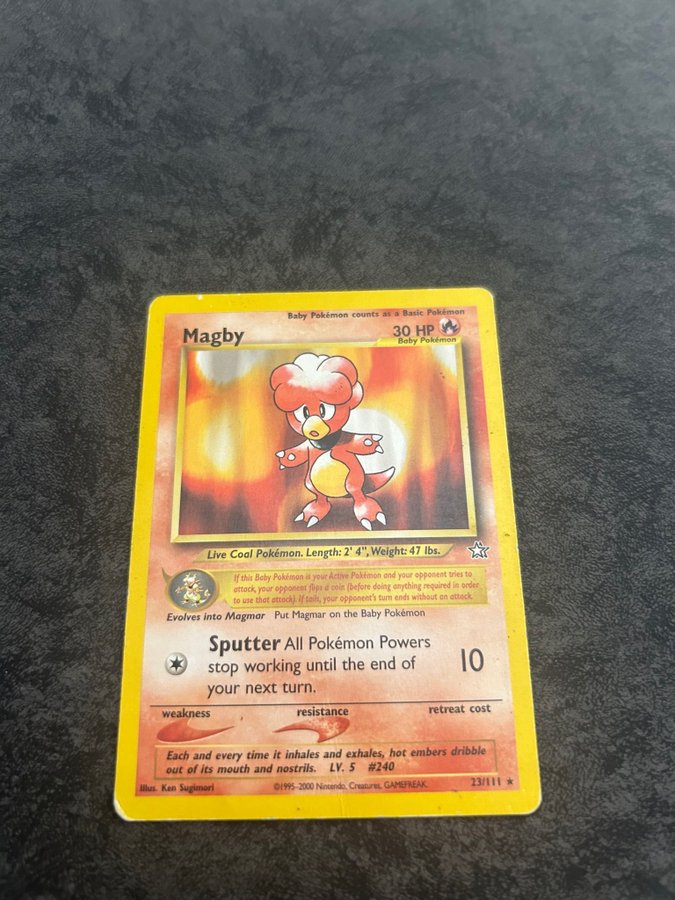 Baby Pokémon counts as a Basic Pokémon
Magby 30 HP
Baby Pokémon
Live Coal Pokémon. Length: 2' 4", Weight: 47 lbs.
If this Baby Pokémon is your Active Pokémon and your opponent tries to
attack, your opponent flips a coin (before doing anything required in order
to use that attack). If tails, your opponent's turn ends without an attack.
Evolves into Magmar Put Magmar on the Baby Pokémon
Sputter All Pokémon Powers
stop working until the end of
your next turn.
10
weakness resistance retreat cost
Each and every time it inhales and exhales, hot embers dribble
out of its mouth and nostrils. LV. 5 #240
Illus. Ken Sugimori ©1995-2000 Nintendo, Creatures, GAMEFREAK. 23/111 ★